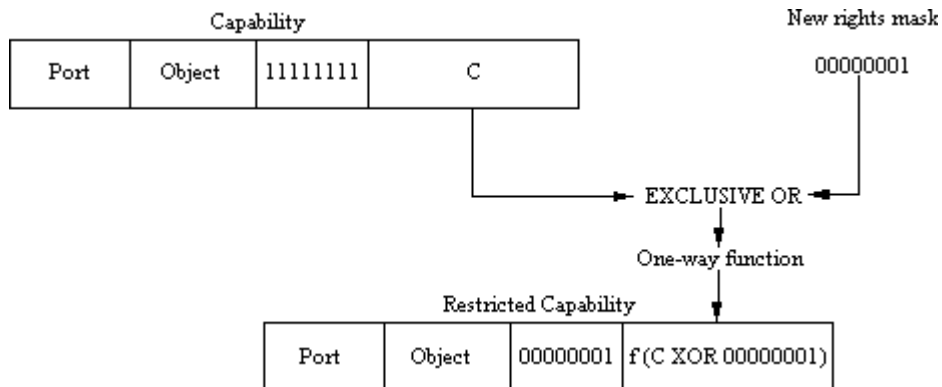 Capability
New rights mask
Port Object 11111111 C
00000001
EXCLUSIVE OR
One-way function
Restricted Capability
Port Object 00000001 f(C XOR 00000001)